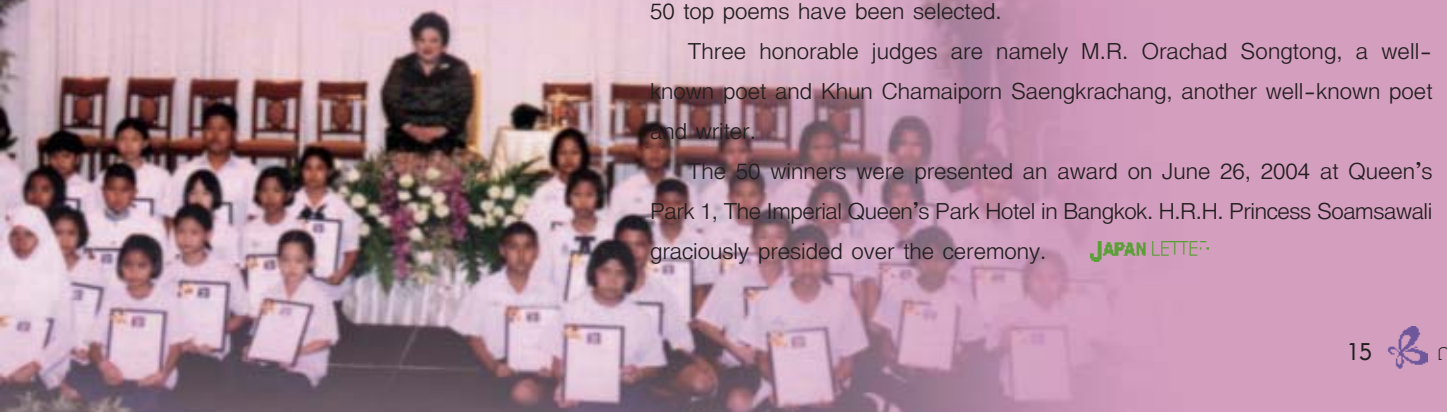 50 top poems have been selected.
Three honorable judges are namely M.R. Orachad Songtong, a well-
known poet and Khun Chamaiporn Saengkrachang, another well-known poet
and writer.
The 50 winners were presented an award on June 26, 2004 at Queen's
Park 1, The Imperial Queen's Park Hotel in Bangkok. H.R.H. Princess Soamsawali
graciously presided over the ceremony. JAPAN LETTER
15